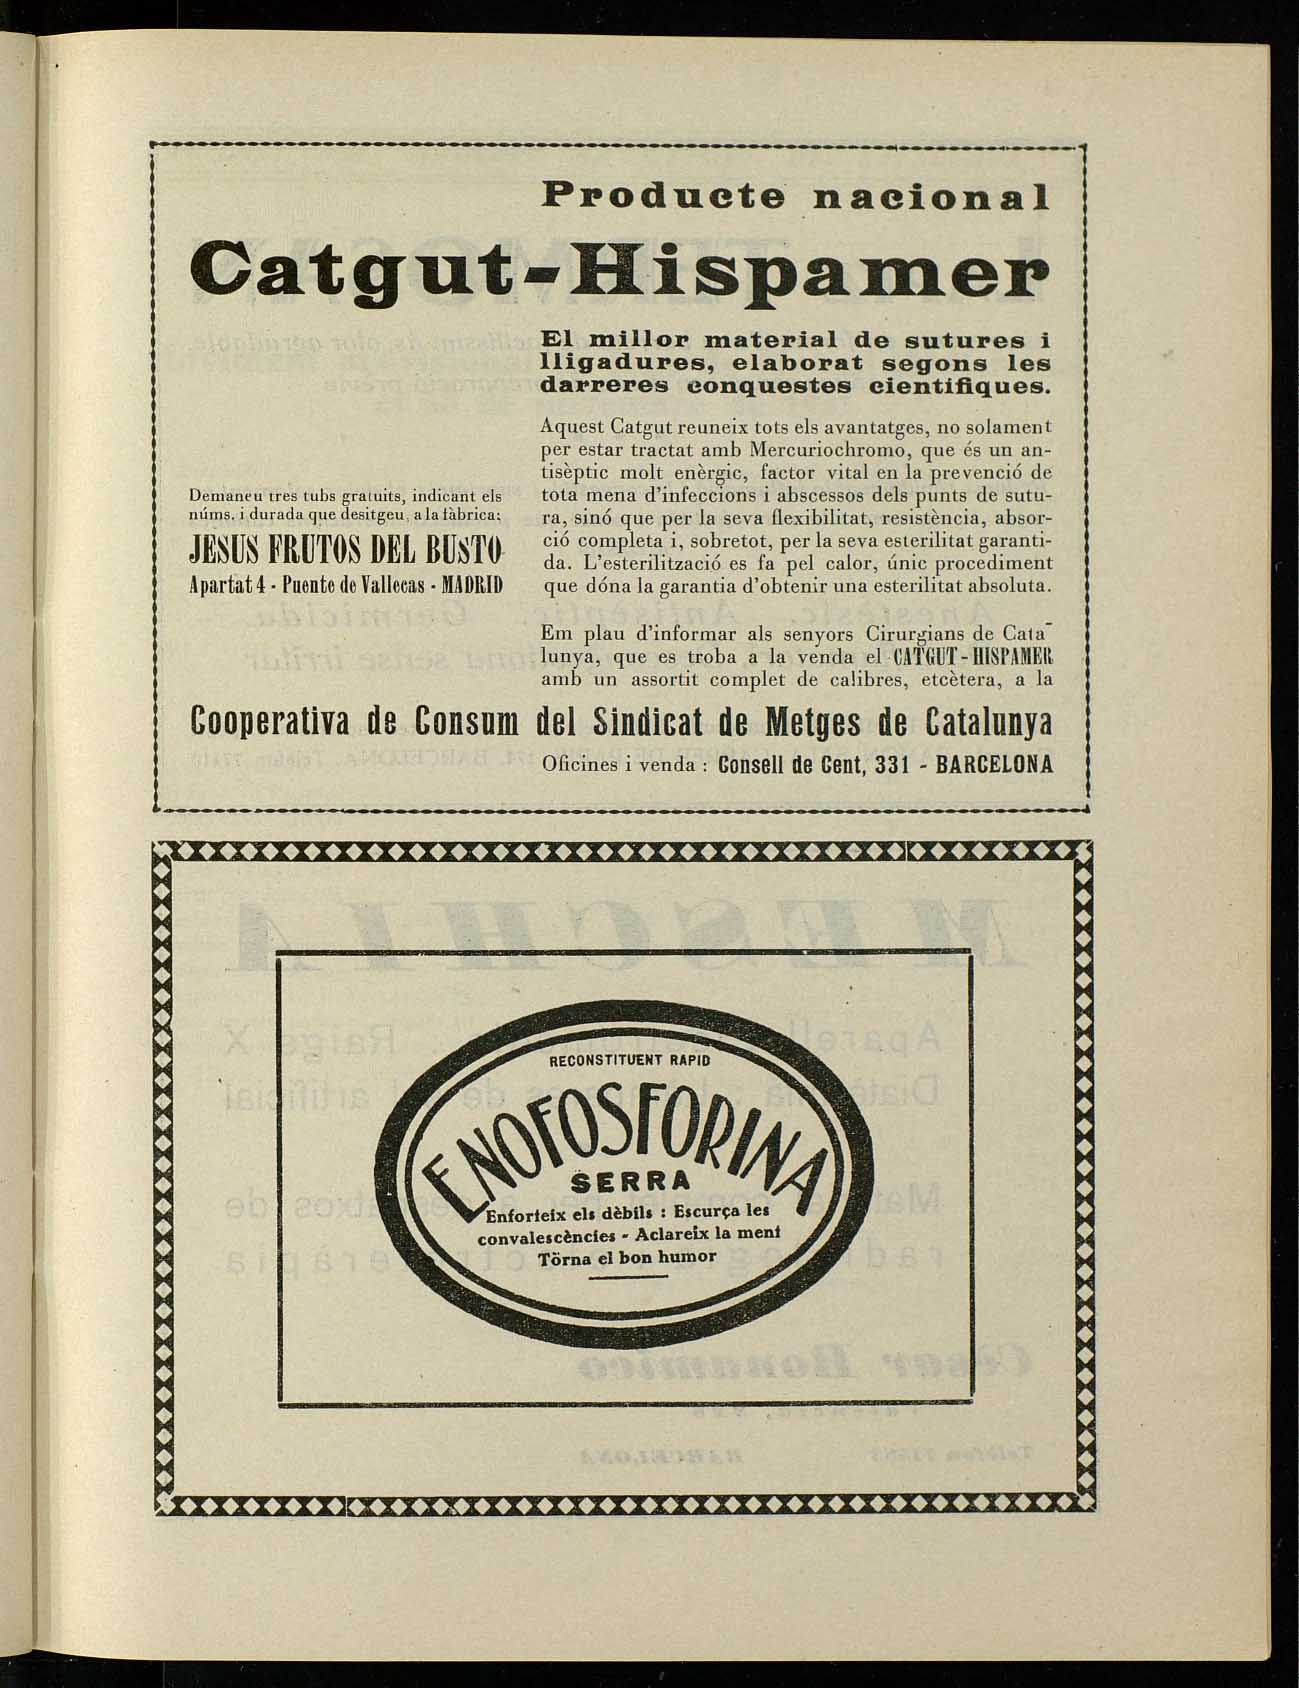 Producte nacional
Catgut-Hispamer
El millor material de sutures i
lligadures, elaborat segons les
darreres conquestes cientifiques.
Aquest Catgut reuneix tots els avantatges, no solament
per estar tractat amb Mercuriochromo, que és un an-
tisèptic molt enèrgic, factor vital en la prevenció de
tota mena d'infeccions i abscessos dels punts de sutu-
ra, sinó que per la seva flexibilitat, resistència, absor-
ció completa i, sobretot, per la seva esterilitat garanti-
da. L'esterilització es fa pel calor, únic procediment
que dóna la garantia d'obtenir una esterilitat absoluta.
Demaneu tres tubs gratuits, indicant els
núms. i durada que desitgeu, a la fàbrica:
JESUS FRUTOS DEL BUSTO
Apartat 4 - Puente de Vallecas - MADRID
Em plau d'informar als senyors Cirurgians de Cata-
lunya, que es troba a la venda el CATGUT-HISPAMER
amb un assortit complet de calibres, etcètera, a la
Cooperativa de Consum del Sindicat de Metges de Catalunya
Oficines i venda : Consell de Cent, 331 - BARCELONA
RECONSTITUENT RAPID
ENOFOSFORINA
SERRA
Enforteix els dèbils : Escurça les
convalescències - Aclareix la ment
Törna el bon humor